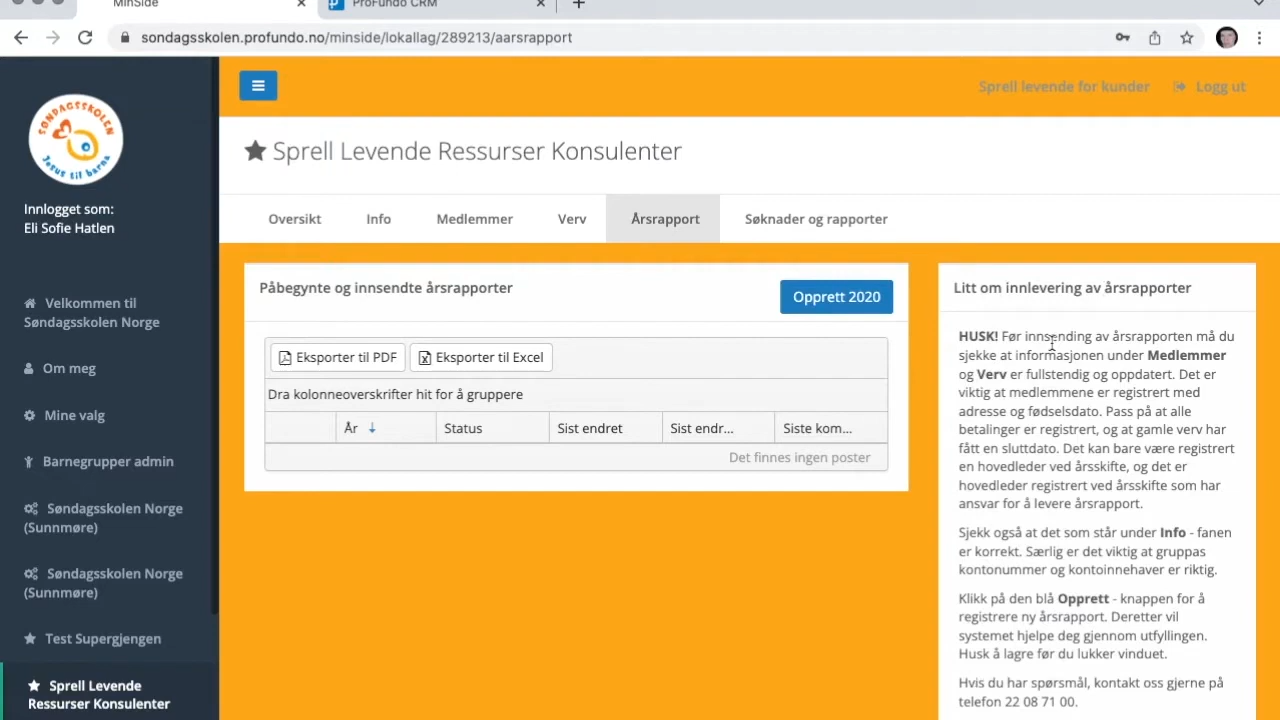 MinSide
ProFundo CRM
sondagsskolen.profundo.no/minside/lokallag/289213/aarsrapport
SØNDAGSSKOLEN
Jesus til barna
Innlogget som:
Eli Sofie Hatlen
Velkommen til
Søndagsskolen Norge
Om meg
Mine valg
Barnegrupper admin
Søndagsskolen Norge
(Sunnmøre)
Søndagsskolen Norge
(Sunnmøre)
Test Supergjengen
Sprell Levende
Ressurser Konsulenter
Sprell levende for kunder
Logg ut
Sprell Levende Ressurser Konsulenter
Oversikt Info Medlemmer Verv Årsrapport Søknader og rapporter
Påbegynte og innsendte årsrapporter
Opprett 2020
Eksporter til PDF Eksporter til Excel
Dra kolonneoverskrifter hit for å gruppere
År Status Sist endret Sist endr... Siste kom...
Det finnes ingen poster
Litt om innlevering av årsrapporter
HUSK! Før innsending av årsrapporten må du
sjekke at informasjonen under Medlemmer
og Verv er fullstendig og oppdatert. Det er
viktig at medlemmene er registrert med
adresse og fødselsdato. Pass på at alle
betalinger er registrert, og at gamle verv har
fått en sluttdato. Det kan bare være registrert
en hovedleder ved årsskifte, og det er
hovedleder registrert ved årsskifte som har
ansvar for å levere årsrapport.
Sjekk også at det som står under Info - fanen
er korrekt. Særlig er det viktig at gruppas
kontonummer og kontoinnehaver er riktig.
Klikk på den blå Opprett - knappen for å
registrere ny årsrapport. Deretter vil
systemet hjelpe deg gjennom utfyllingen.
Husk å lagre før du lukker vinduet.
Hvis du har spørsmål, kontakt oss gjerne på
telefon 22 08 71 00.